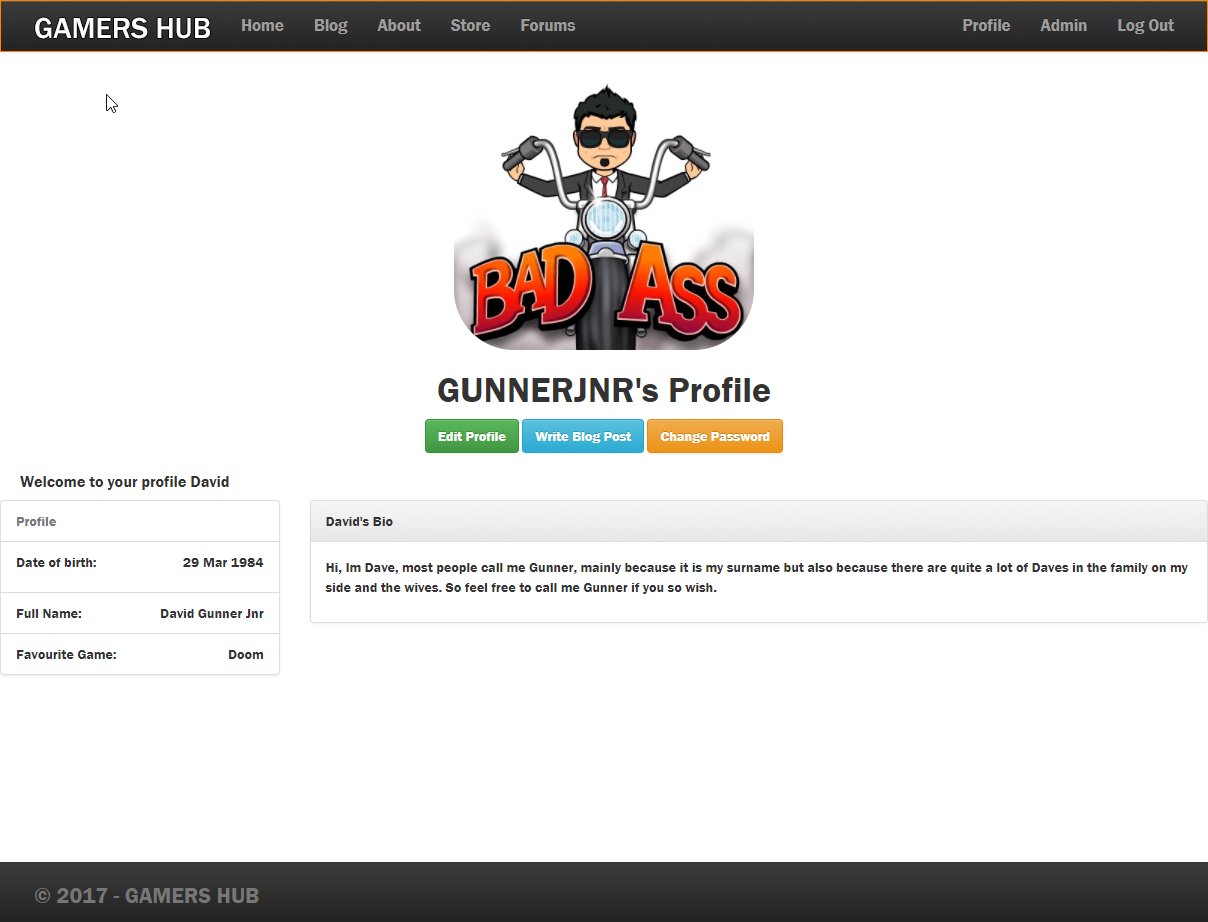 GAMERS HUB Home Blog About Store Forums Profile Admin Log Out
BAD ASS
GUNNERJNR's Profile
Edit Profile Write Blog Post Change Password
Welcome to your profile David
Profile
Date of birth: 29 Mar 1984
Full Name: David Gunner Jnr
Favourite Game: Doom
David's Bio
Hi, Im Dave, most people call me Gunner, mainly because it is my surname but also because there are quite a lot of Daves in the family on my
side and the wives. So feel free to call me Gunner if you so wish.
© 2017 - GAMERS HUB